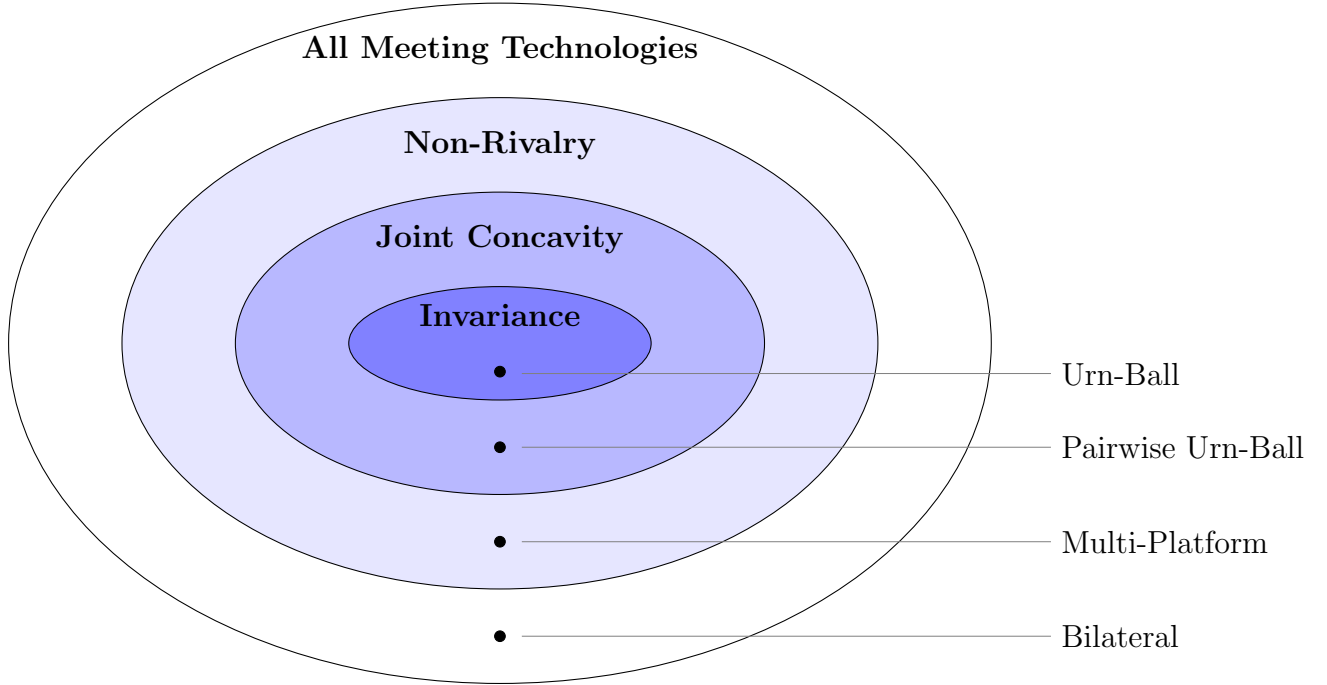 All Meeting Technologies
Non-Rivalry
Joint Concavity
Invariance
Urn-Ball
Pairwise Urn-Ball
Multi-Platform
Bilateral